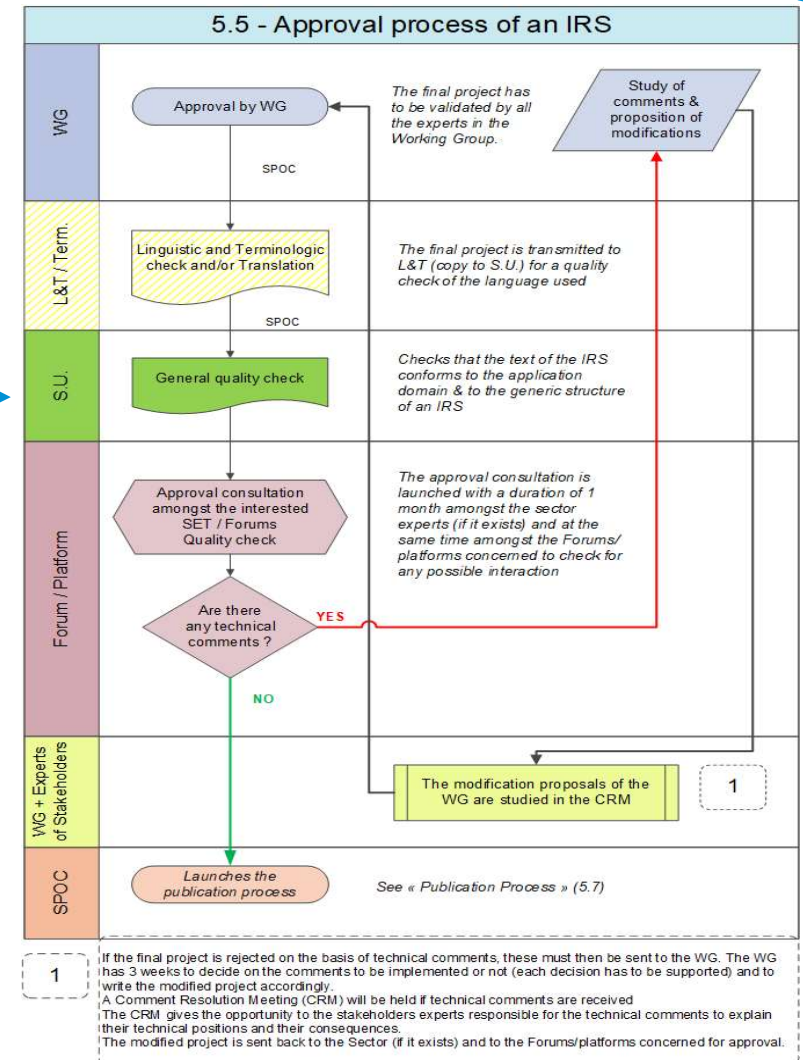 5.5 - Approval process of an IRS
WG
Approval by WG
The final project has
to be validated by all
the experts in the
Working Group.
Study of
comments &
proposition of
modifications
SPOC
L&T / Term.
Linguistic and Terminologic
check and/or Translation
The final project is transmitted to
L&T (copy to S.U.) for a quality
check of the language used
SPOC
S.U.
General quality check
Checks that the text of the IRS
conforms to the application
domain & to the generic structure
of an IRS
Forum / Platform
Approval consultation
amongst the interested
SET / Forums
Quality check
The approval consultation is
launched with a duration of 1
month amongst the sector
experts (if it exists) and at the
same time amongst the Forums/
platforms concerned to check for
any possible interaction
Are there
any technical
comments ?
YES
NO
WG + Experts
of Stakeholders
The modification proposals of the
WG are studied in the CRM
1
SPOC
Launches the
publication process
See « Publication Process » (5.7)
1
If the final project is rejected on the basis of technical comments, these must then be sent to the WG. The WG
has 3 weeks to decide on the comments to be implemented or not (each decision has to be supported) and to
write the modified project accordingly.
A Comment Resolution Meeting (CRM) will be held if technical comments are received
The CRM gives the opportunity to the stakeholders experts responsible for the technical comments to explain
their technical positions and their consequences.
The modified project is sent back to the Sector (if it exists) and to the Forums/platforms concerned for approval.